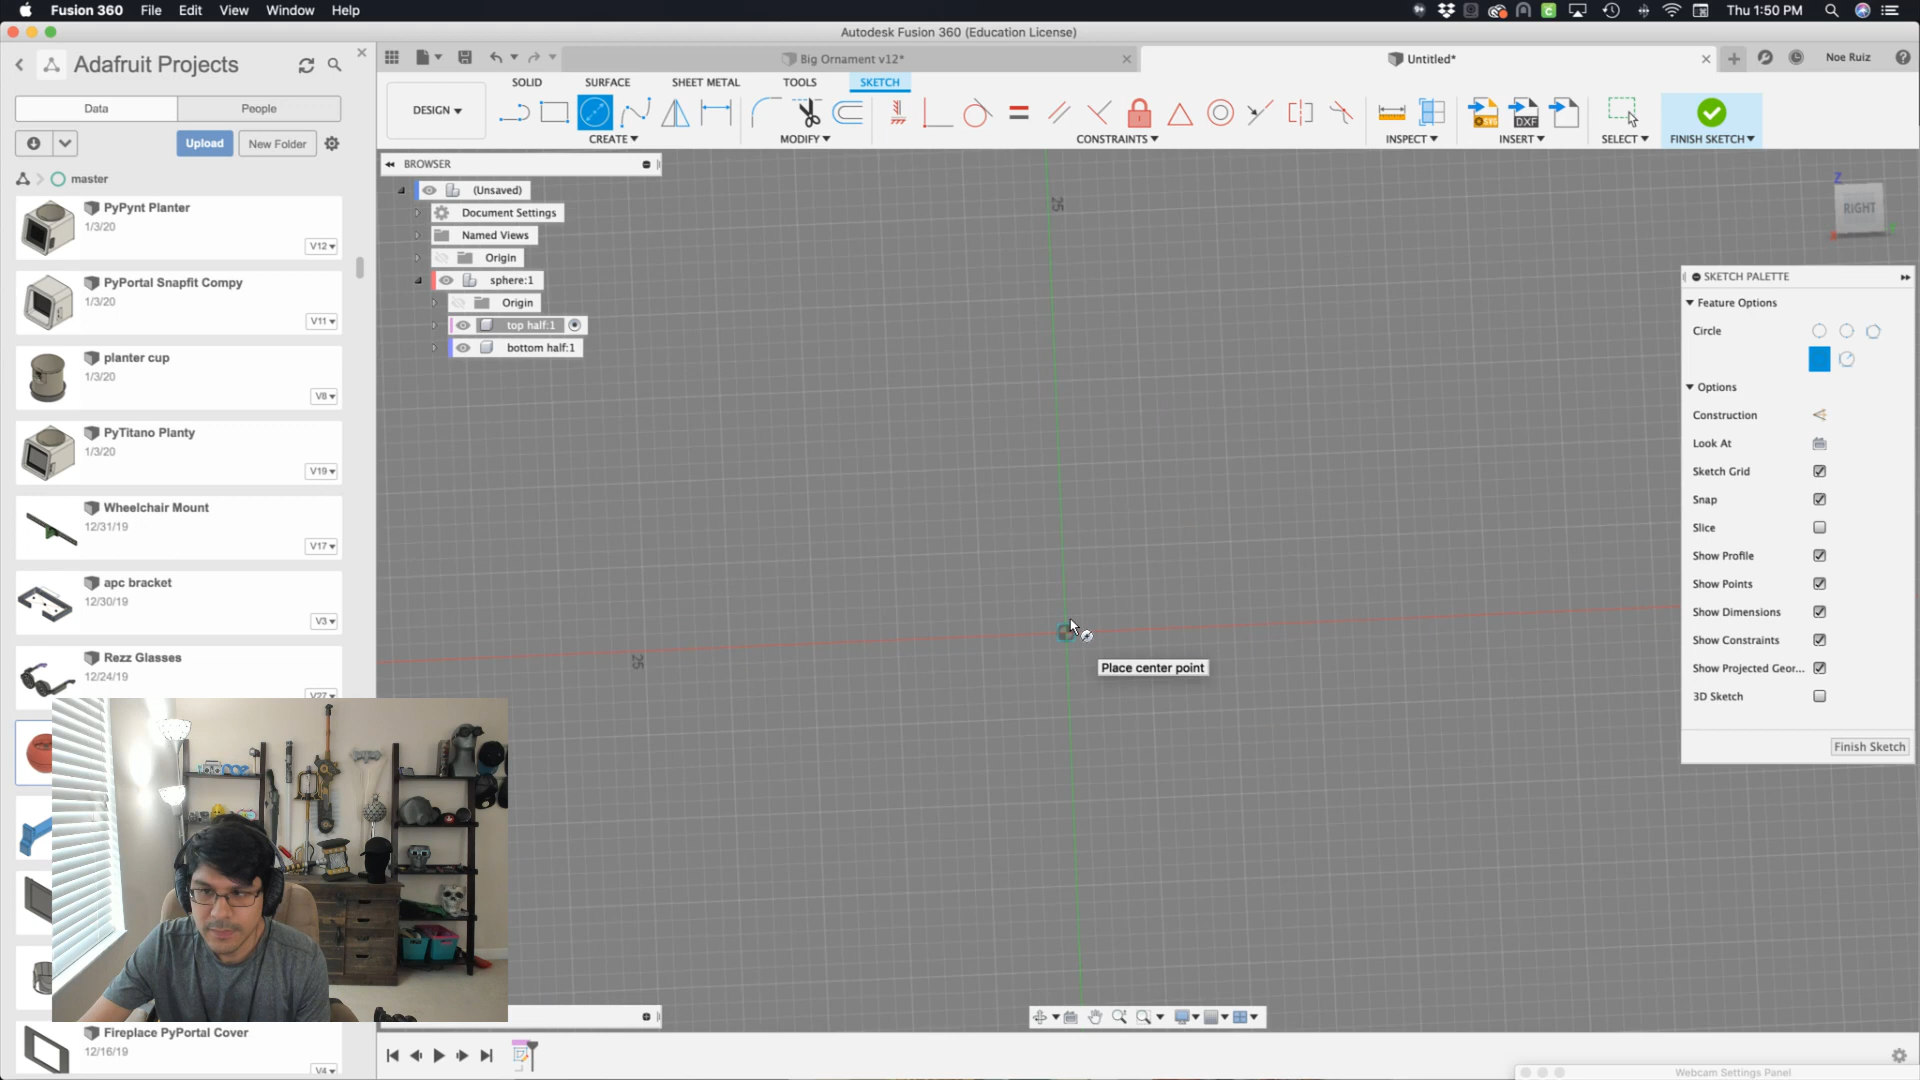 Fusion 360 File Edit View Window Help
Thu 1:50 PM
Autodesk Fusion 360 (Education License)
Adafruit Projects
Big Ornament v12*
Untitled*
Noe Ruiz
SOLID SURFACE SHEET METAL TOOLS SKETCH
Data People
DESIGN
CREATE MODIFY CONSTRAINTS INSPECT INSERT SELECT FINISH SKETCH
SVG DXF
Upload New Folder
master
BROWSER
(Unsaved)
Document Settings
Named Views
Origin
sphere:1
Origin
top half:1
bottom half:1
PyPynt Planter
1/3/20
V12
PyPortal Snapfit Compy
1/3/20
V11
planter cup
1/3/20
V8
PyTitano Planty
1/3/20
V19
Wheelchair Mount
12/31/19
V17
apc bracket
12/30/19
V3
Rezz Glasses
12/24/19
V27
Fireplace PyPortal Cover
12/16/19
V4
25
25
Place center point
Z
RIGHT
SKETCH PALETTE
Feature Options
Circle
Options
Construction
Look At
Sketch Grid
Snap
Slice
Show Profile
Show Points
Show Dimensions
Show Constraints
Show Projected Geor...
3D Sketch
Finish Sketch
Webcam Settings Panel